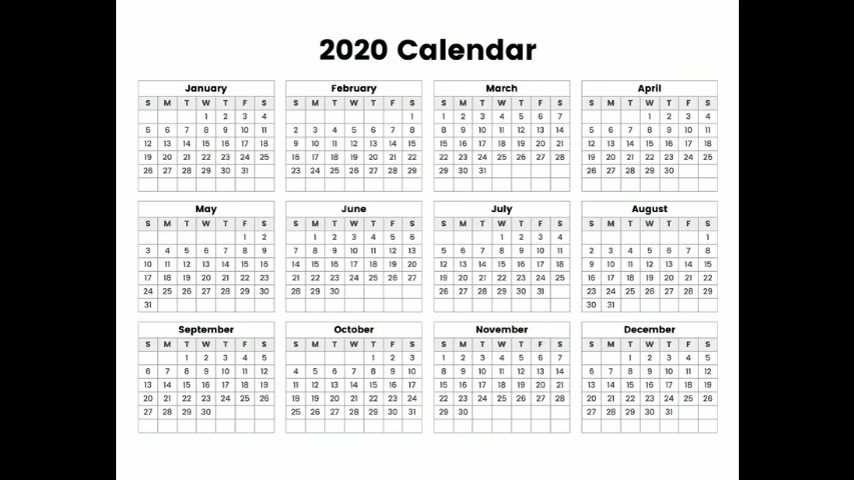 2020 Calendar
January
S M T W T F S
1 2 3 4
5 6 7 8 9 10 11
12 13 14 15 16 17 18
19 20 21 22 23 24 25
26 27 28 29 30 31
February
S M T W T F S
1
2 3 4 5 6 7 8
9 10 11 12 13 14 15
16 17 18 19 20 21 22
23 24 25 26 27 28 29
March
S M T W T F S
1 2 3 4 5 6 7
8 9 10 11 12 13 14
15 16 17 18 19 20 21
22 23 24 25 26 27 28
29 30 31
April
S M T W T F S
1 2 3 4
5 6 7 8 9 10 11
12 13 14 15 16 17 18
19 20 21 22 23 24 25
26 27 28 29 30
May
S M T W T F S
1 2
3 4 5 6 7 8 9
10 11 12 13 14 15 16
17 18 19 20 21 22 23
24 25 26 27 28 29 30
31
June
S M T W T F S
1 2 3 4 5 6
7 8 9 10 11 12 13
14 15 16 17 18 19 20
21 22 23 24 25 26 27
28 29 30
July
S M T W T F S
1 2 3 4
5 6 7 8 9 10 11
12 13 14 15 16 17 18
19 20 21 22 23 24 25
26 27 28 29 30 31
August
S M T W T F S
1
2 3 4 5 6 7 8
9 10 11 12 13 14 15
16 17 18 19 20 21 22
23 24 25 26 27 28 29
30 31
September
S M T W T F S
1 2 3 4 5
6 7 8 9 10 11 12
13 14 15 16 17 18 19
20 21 22 23 24 25 26
27 28 29 30
October
S M T W T F S
1 2 3
4 5 6 7 8 9 10
11 12 13 14 15 16 17
18 19 20 21 22 23 24
25 26 27 28 29 30 31
November
S M T W T F S
1 2 3 4 5 6 7
8 9 10 11 12 13 14
15 16 17 18 19 20 21
22 23 24 25 26 27 28
29 30
December
S M T W T F S
1 2 3 4 5
6 7 8 9 10 11 12
13 14 15 16 17 18 19
20 21 22 23 24 25 26
27 28 29 30 31